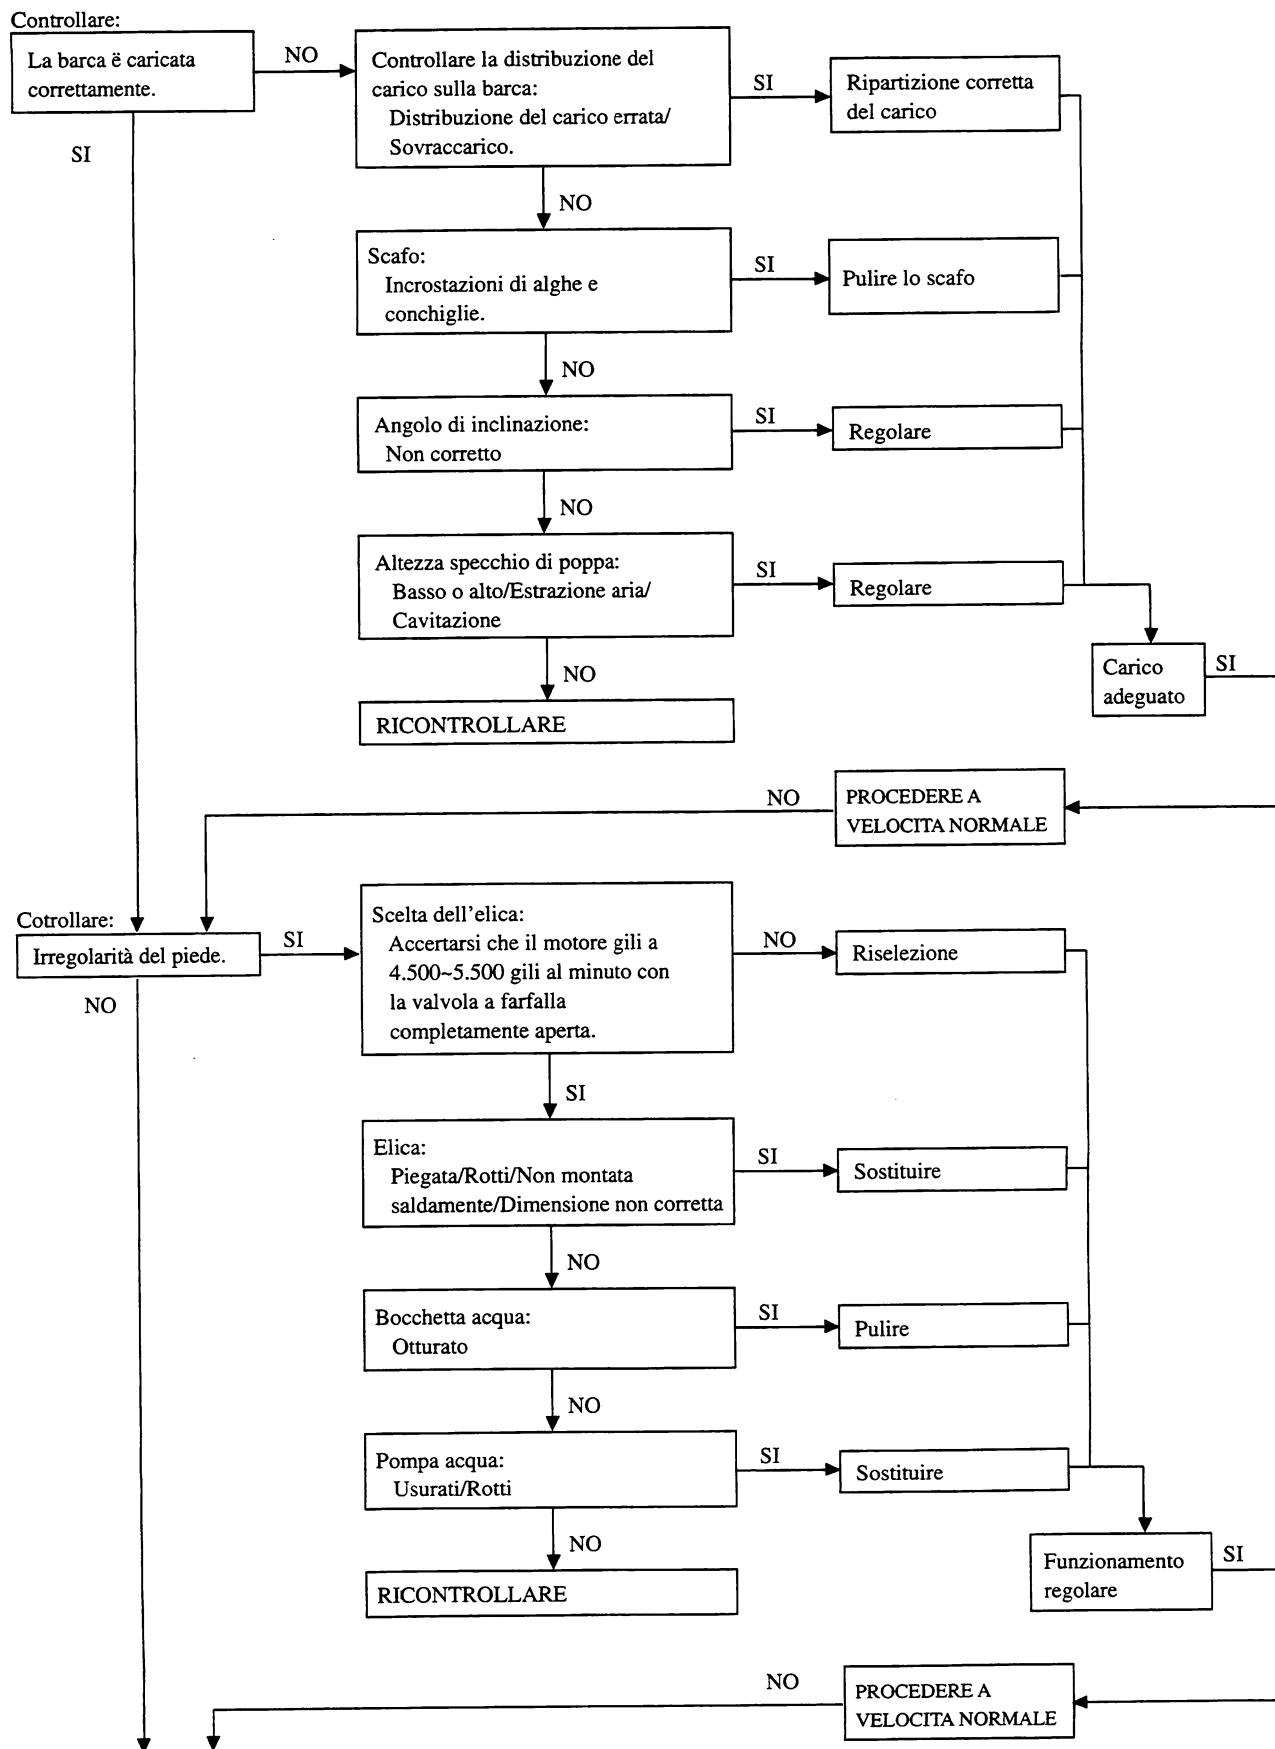 Controllare:
La barca ë caricata
correttamente.
NO
Controllare la distribuzione del
carico sulla barca:
Distribuzione del carico errata/
Sovraccarico.
SI
Ripartizione corretta
del carico
SI
NO
Scafo:
Incrostazioni di alghe e
conchiglie.
SI
Pulire lo scafo
NO
Angolo di inclinazione:
Non corretto
SI
Regolare
NO
Altezza specchio di poppa:
Basso o alto/Estrazione aria/
Cavitazione
SI
Regolare
NO
RICONTROLLARE
Carico
adeguato
SI
PROCEDERE A
VELOCITA NORMALE
NO
Cotrollare:
Irregolarità del piede.
SI
Scelta dell'elica:
Accertarsi che il motore gili a
4.500~5.500 gili al minuto con
la valvola a farfalla
completamente aperta.
NO
Riselezione
NO
SI
Elica:
Piegata/Rotti/Non montata
saldamente/Dimensione non corretta
SI
Sostituire
NO
Bocchetta acqua:
Otturato
SI
Pulire
NO
Pompa acqua:
Usurati/Rotti
SI
Sostituire
NO
RICONTROLLARE
Funzionamento
regolare
SI
PROCEDERE A
VELOCITA NORMALE
NO